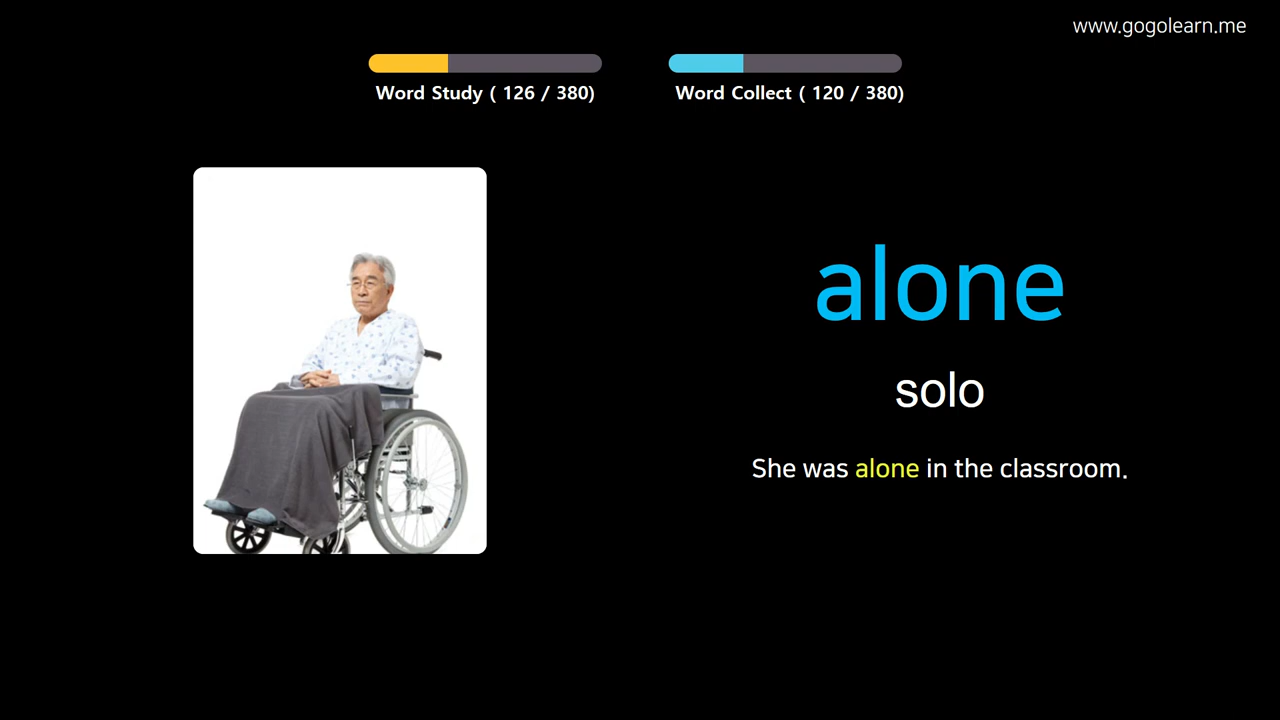 www.gogolearn.me
Word Study ( 126 / 380)
Word Collect ( 120 / 380)
alone
solo
She was alone in the classroom.